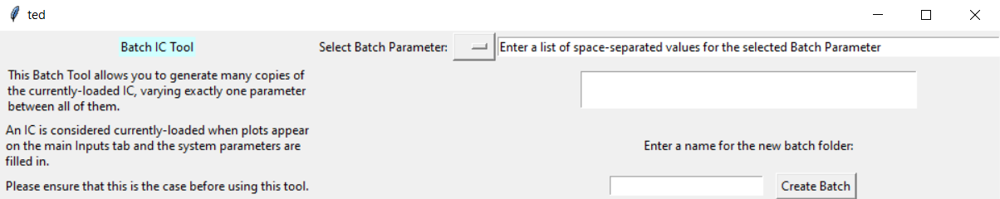 ted
Batch IC Tool
Select Batch Parameter:
Enter a list of space-separated values for the selected Batch Parameter
This Batch Tool allows you to generate many copies of
the currently-loaded IC, varying exactly one parameter
between all of them.
An IC is considered currently-loaded when plots appear
on the main Inputs tab and the system parameters are
filled in.
Enter a name for the new batch folder:
Please ensure that this is the case before using this tool.
Create Batch